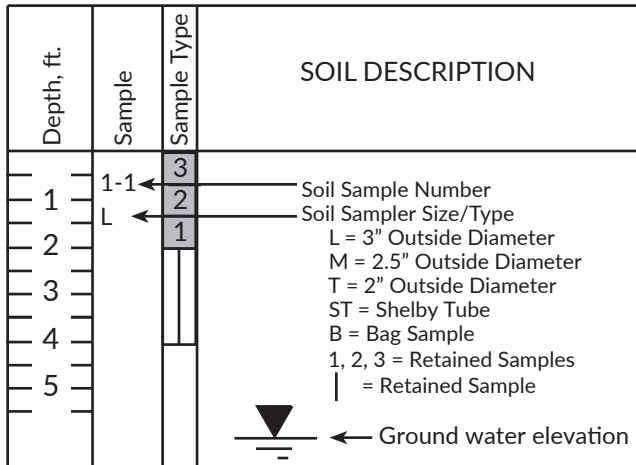 Depth, ft.
Sample
Sample Type
SOIL DESCRIPTION
1
2
3
4
5
1-1
L
3
2
1
Soil Sample Number
Soil Sampler Size/Type
L = 3” Outside Diameter
M = 2.5” Outside Diameter
T = 2” Outside Diameter
ST = Shelby Tube
B = Bag Sample
1, 2, 3 = Retained Samples
| = Retained Sample
Ground water elevation